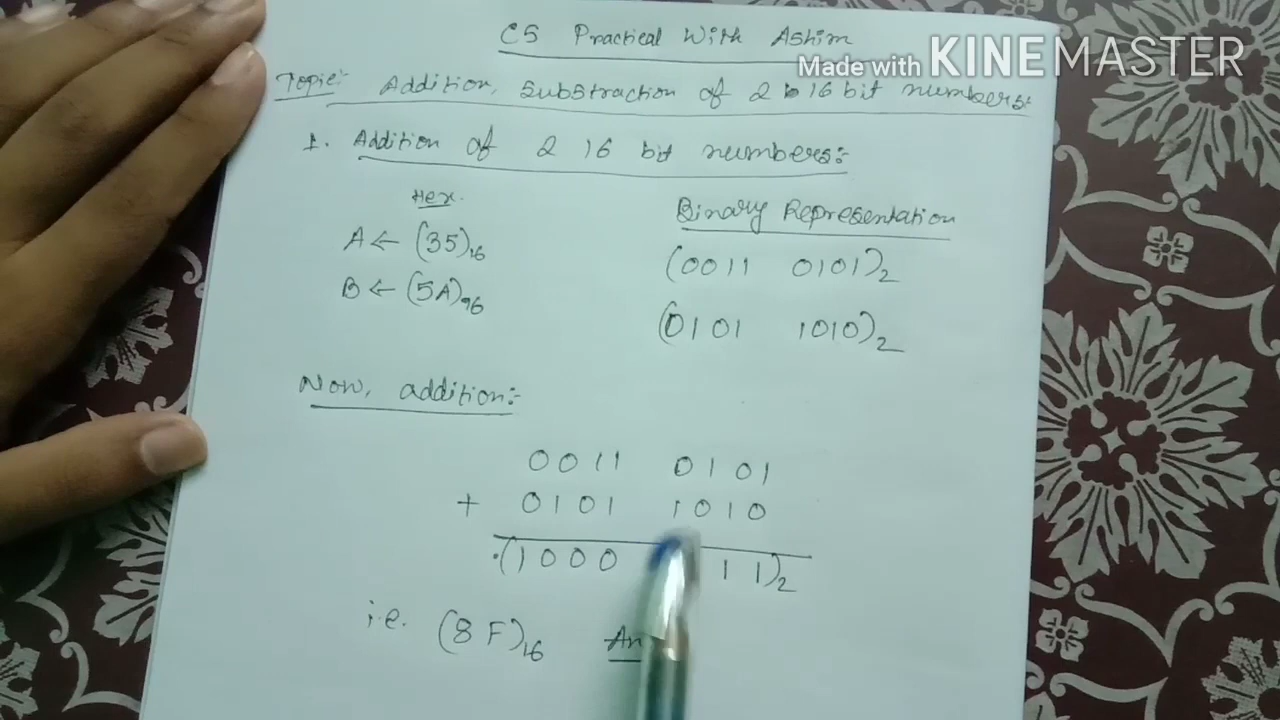 CS Practical With Ashim
Made with KINEMASTER
Topic:- Addition, Substraction of 2 16 bit numbers:
1. Addition of 2 16 bit numbers:-
Hex.
Binary Representation
A ← (35)16
(0011 0101)2
B ← (5A)16
(0101 1010)2
Now, addition:-
0011 0101
+ 0101 1010
(1000 11)2
i.e. (8F)16 An